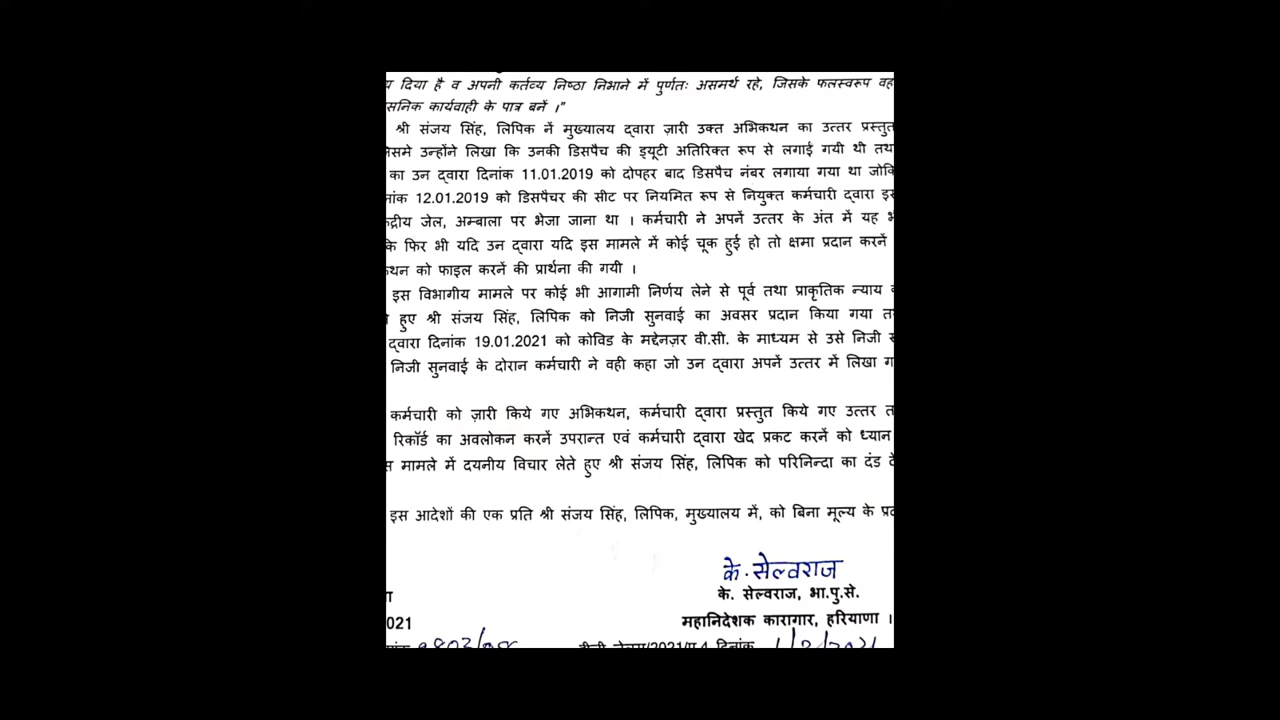 दिया है व अपनी कर्तव्य निष्ठा निभाने में पुर्णतः असमर्थ रहे, जिसके फलस्वरुप वह
कार्यवाही के पात्र बनें ।"
श्री संजय सिंह, लिपिक नें मुख्यालय द्वारा ज़ारी उक्त अभिकथन का उत्तर प्रस्तुत
उन्होंने लिखा कि उनकी डिसपैच की ड्यूटी अतिरिक्त रूप से लगाई गयी थी
का उन द्वारा दिनांक 11.01.2019 को दोपहर बाद डिसपैच नंबर लगाया गया था
12.01.2019 को डिसपैचर की सीट पर नियमित रूप से नियुक्त कर्मचारी द्वारा
जेल, अम्बाला पर भेजा जाना था । कर्मचारी ने अपनें उत्तर के अंत में यह
फिर भी यदि उन द्वारा यदि इस मामले में कोई चूक हुई हो तो क्षमा प्रदान करनें
को फाइल करनें की प्रार्थना की गयी ।
इस विभागीय मामले पर कोई भी आगामी निर्णय लेने से पूर्व तथा प्राकृतिक न्याय
हुए श्री संजय सिंह, लिपिक को निजी सुनवाई का अवसर प्रदान किया गया
द्वारा दिनांक 19.01.2021 को कोविड के मद्देनज़र वी.सी. के माध्यम से उसे निजी
निजी सुनवाई के दोरान कर्मचारी ने वही कहा जो उन द्वारा अपनें उत्तर में लिखा
कर्मचारी को ज़ारी किये गए अभिकथन, कर्मचारी द्वारा प्रस्तुत किये गए उत्तर
रिकॉर्ड का अवलोकन करनें उपरान्त एवं कर्मचारी द्वारा खेद प्रकट करनें को ध्यान
मामले में दयनीय विचार लेते हुए श्री संजय सिंह, लिपिक को परिनिन्दा का दंड
इस आदेशों की एक प्रति श्री संजय सिंह, लिपिक, मुख्यालय में, को बिना मूल्य के
के. सेल्वराज
के. सेल्वराज, भा.पु.से.
महानिदेशक कारागार, हरियाणा ।